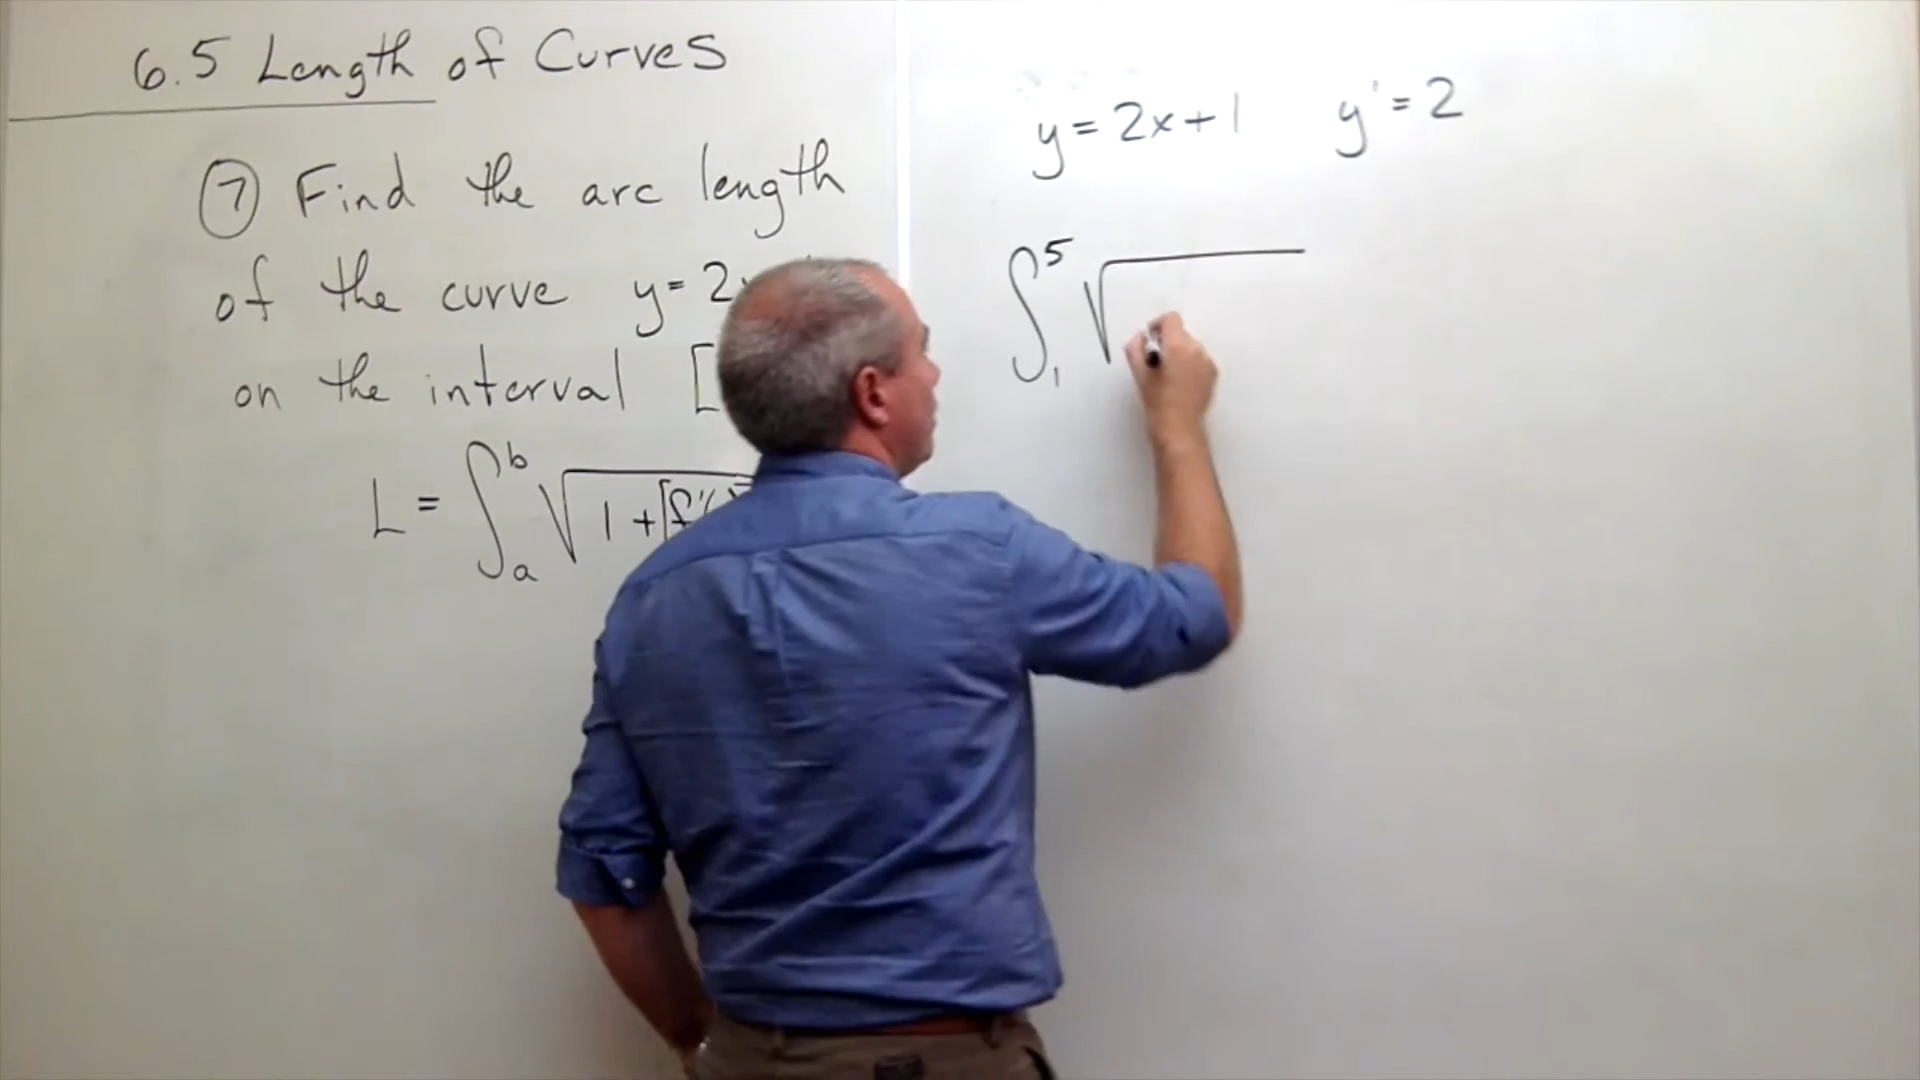 6.5 Length of Curves
⑦ Find the arc length
of the curve y = 2
on the interval [
L = ∫ₐᵇ √1 + [f'(
y = 2x + 1 y' = 2
∫₁⁵ √